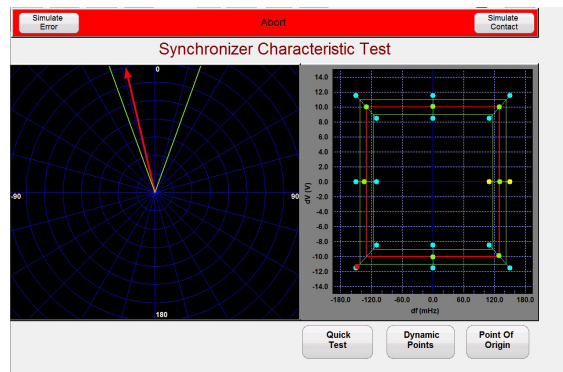 Simulate
Error
Abort
Simulate
Contact
Synchronizer Characteristic Test
0
-90
90
180
dV (V)
14.0
12.0
10.0
8.0
6.0
4.0
2.0
0.0
-2.0
-4.0
-6.0
-8.0
-10.0
-12.0
-14.0
-180.0 -120.0 -60.0 0.0 60.0 120.0 180.0
df (mHz)
Quick
Test
Dynamic
Points
Point Of
Origin